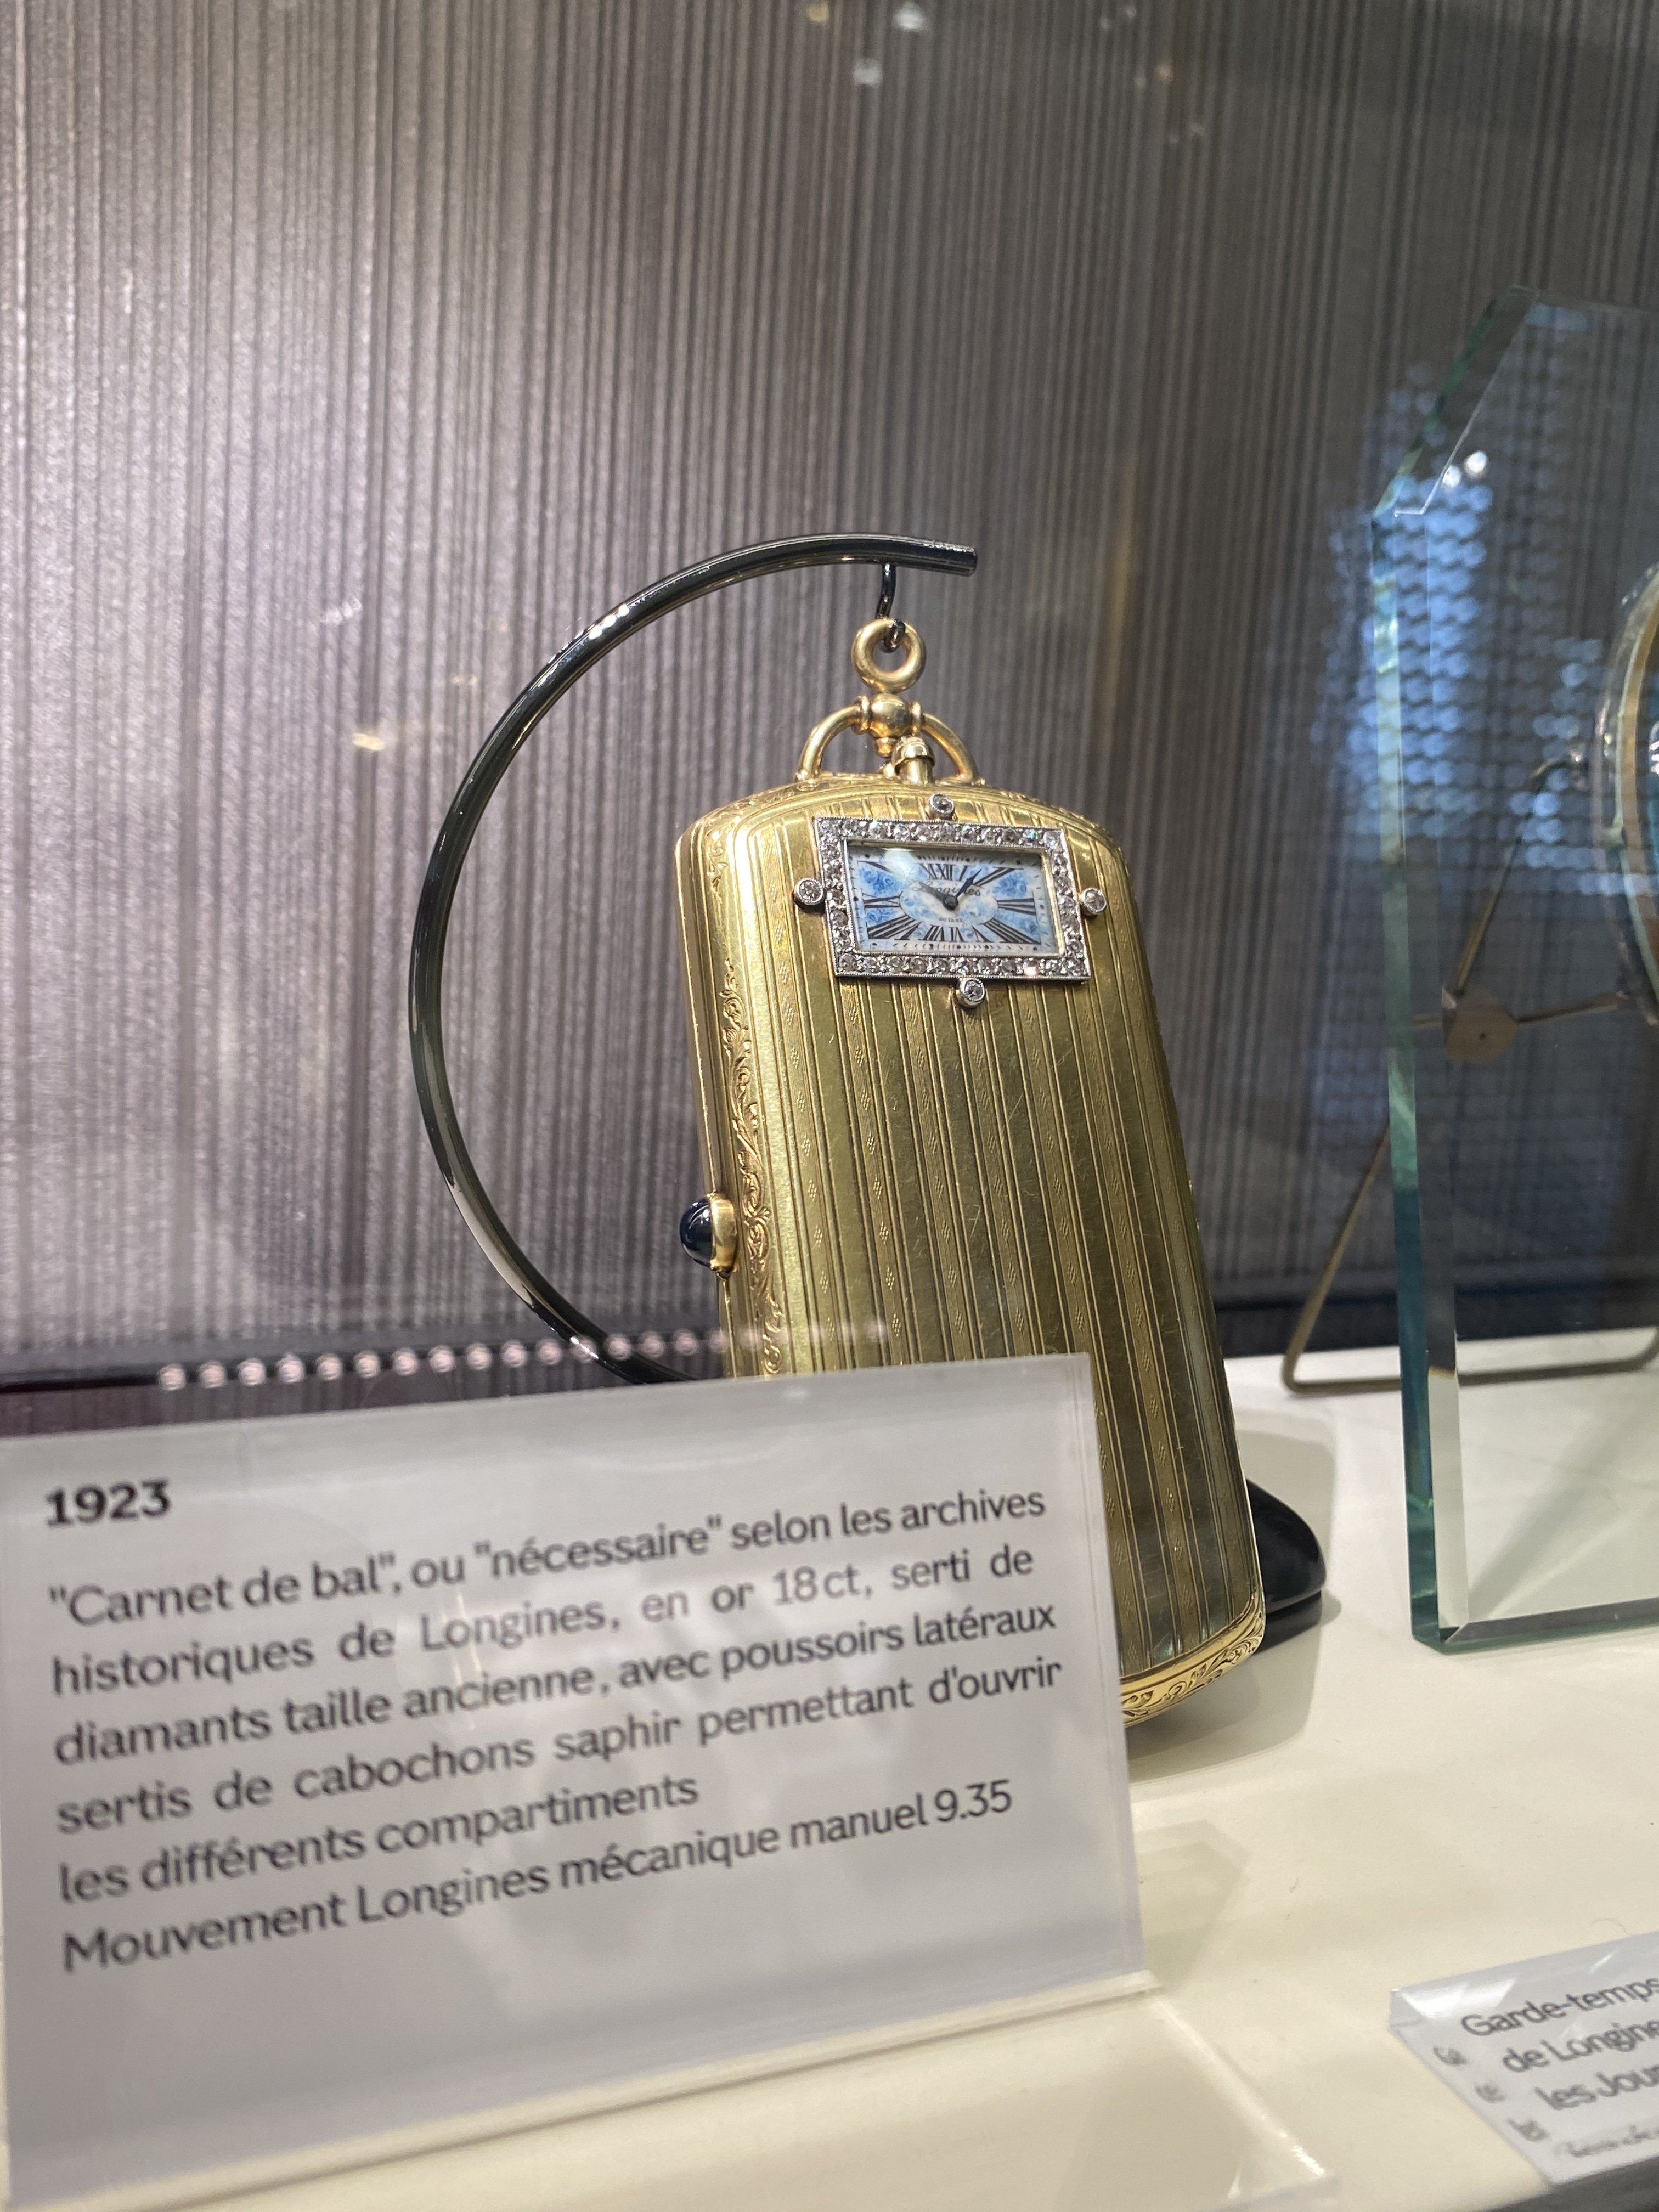 Longines
1923
"Carnet de bal", ou "nécessaire" selon les archives
historiques de Longines, en or 18ct, serti de
diamants taille ancienne, avec poussoirs latéraux
sertis de cabochons saphir permettant d'ouvrir
les différents compartiments
Mouvement Longines mécanique manuel 9.35
Garde-temps
de Longine
les Jour